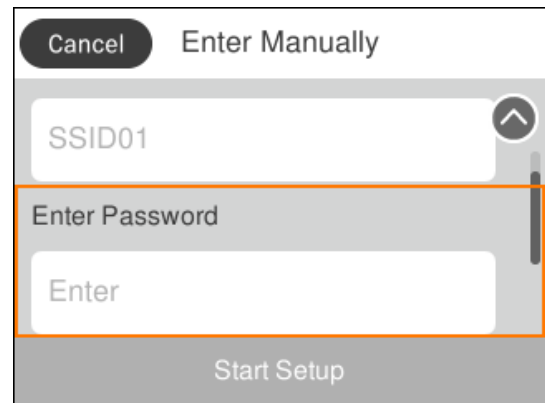 Cancel Enter Manually
SSID01
Enter Password
Enter
Start Setup